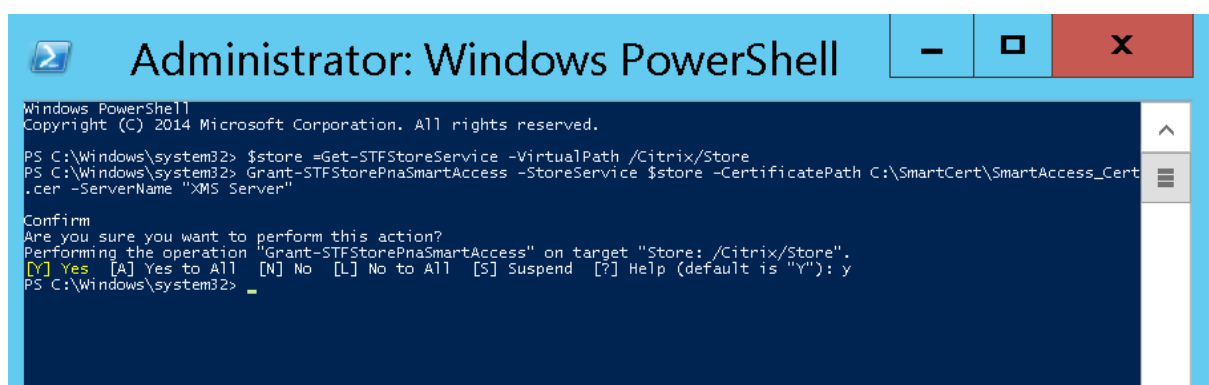 Administrator: Windows PowerShell
Windows PowerShell
Copyright (C) 2014 Microsoft Corporation. All rights reserved.
PS C:\Windows\system32> $store =Get-STFStoreService -VirtualPath /Citrix/Store
PS C:\Windows\system32> Grant-STFStorePnaSmartAccess -StoreService $store -CertificatePath C:\SmartCert\SmartAccess_Cert
.cer -ServerName "XMS Server"
Confirm
Are you sure you want to perform this action?
Performing the operation "Grant-STFStorePnaSmartAccess" on target "Store: /Citrix/Store".
[Y] Yes  [A] Yes to All  [N] No  [L] No to All  [S] Suspend  [?] Help (default is "Y"): y
PS C:\Windows\system32>